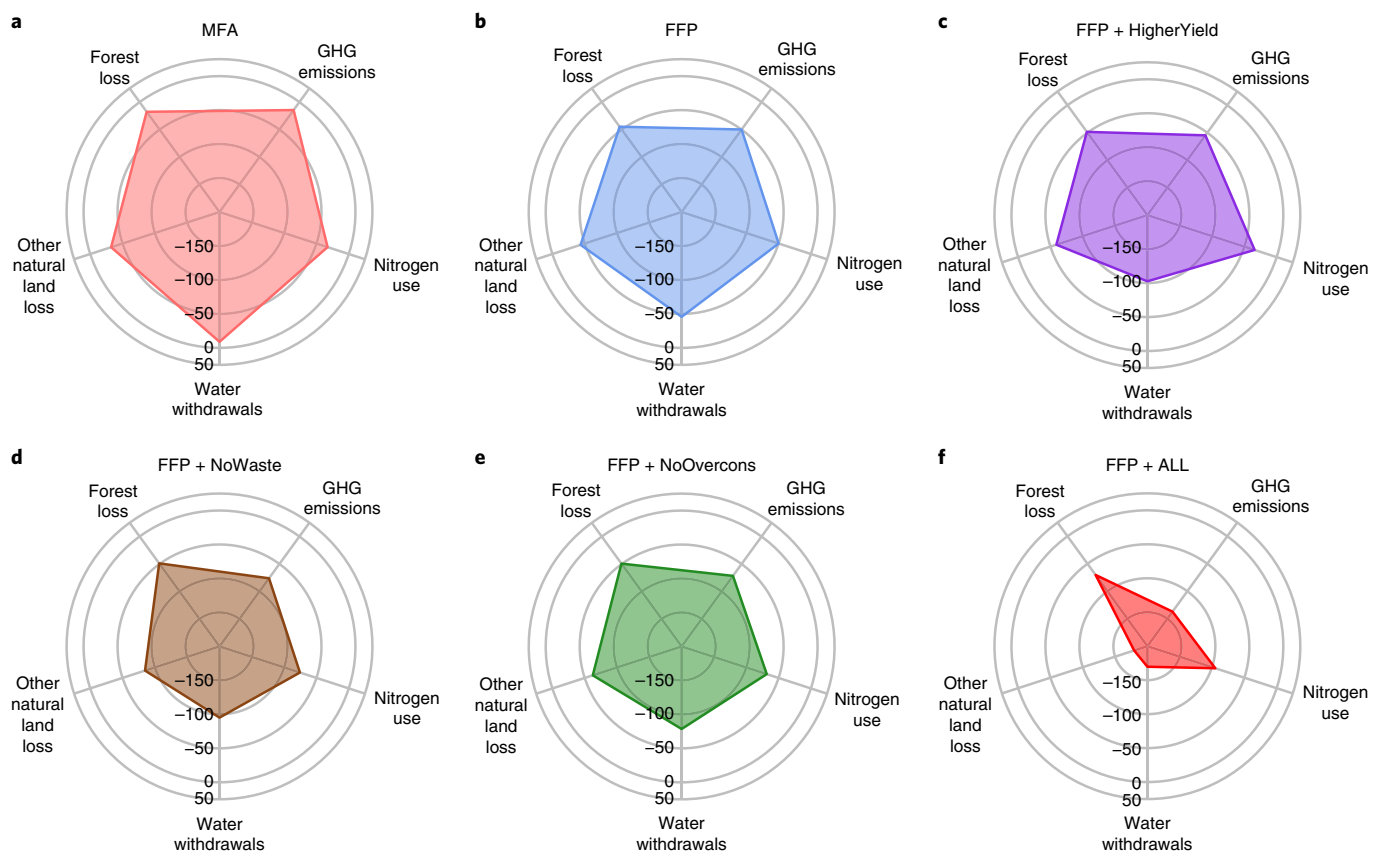 a
MFA
Forest
loss
GHG
emissions
Other
natural
land
loss
Nitrogen
use
–150
–100
–50
0
50
Water
withdrawals
b
FFP
Forest
loss
GHG
emissions
Other
natural
land
loss
Nitrogen
use
–150
–100
–50
0
50
Water
withdrawals
c
FFP + HigherYield
Forest
loss
GHG
emissions
Other
natural
land
loss
Nitrogen
use
–150
–100
–50
0
50
Water
withdrawals
d
FFP + NoWaste
Forest
loss
GHG
emissions
Other
natural
land
loss
Nitrogen
use
–150
–100
–50
0
50
Water
withdrawals
e
FFP + NoOvercons
Forest
loss
GHG
emissions
Other
natural
land
loss
Nitrogen
use
–150
–100
–50
0
50
Water
withdrawals
f
FFP + ALL
Forest
loss
GHG
emissions
Other
natural
land
loss
Nitrogen
use
–150
–100
–50
0
50
Water
withdrawals